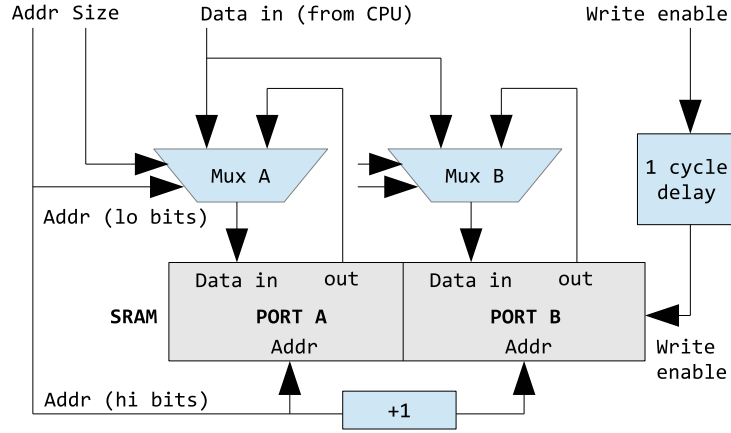 Addr Size Data in (from CPU) Write enable
Mux A Mux B
1 cycle
delay
Addr (lo bits)
Data in out Data in out
SRAM PORT A PORT B
Addr Addr
Write
enable
Addr (hi bits)
+1